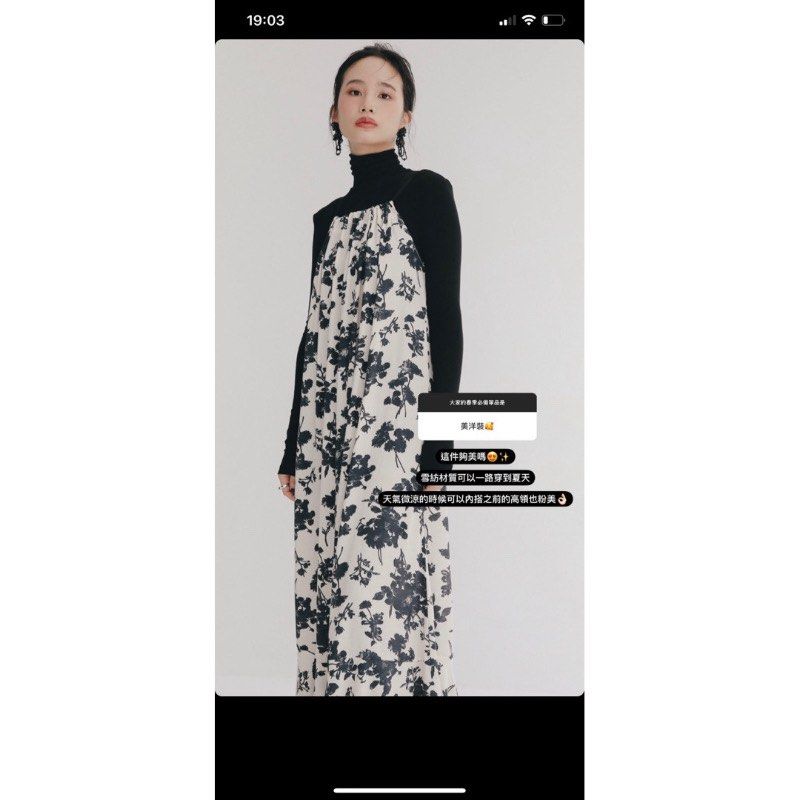 19:03
大家的春季必備單品是
美洋裝🥰
這件夠美嗎😍✨
雪紡材質可以一路穿到夏天
天氣微涼的時候可以內搭之前的高領也粉美👌🏻